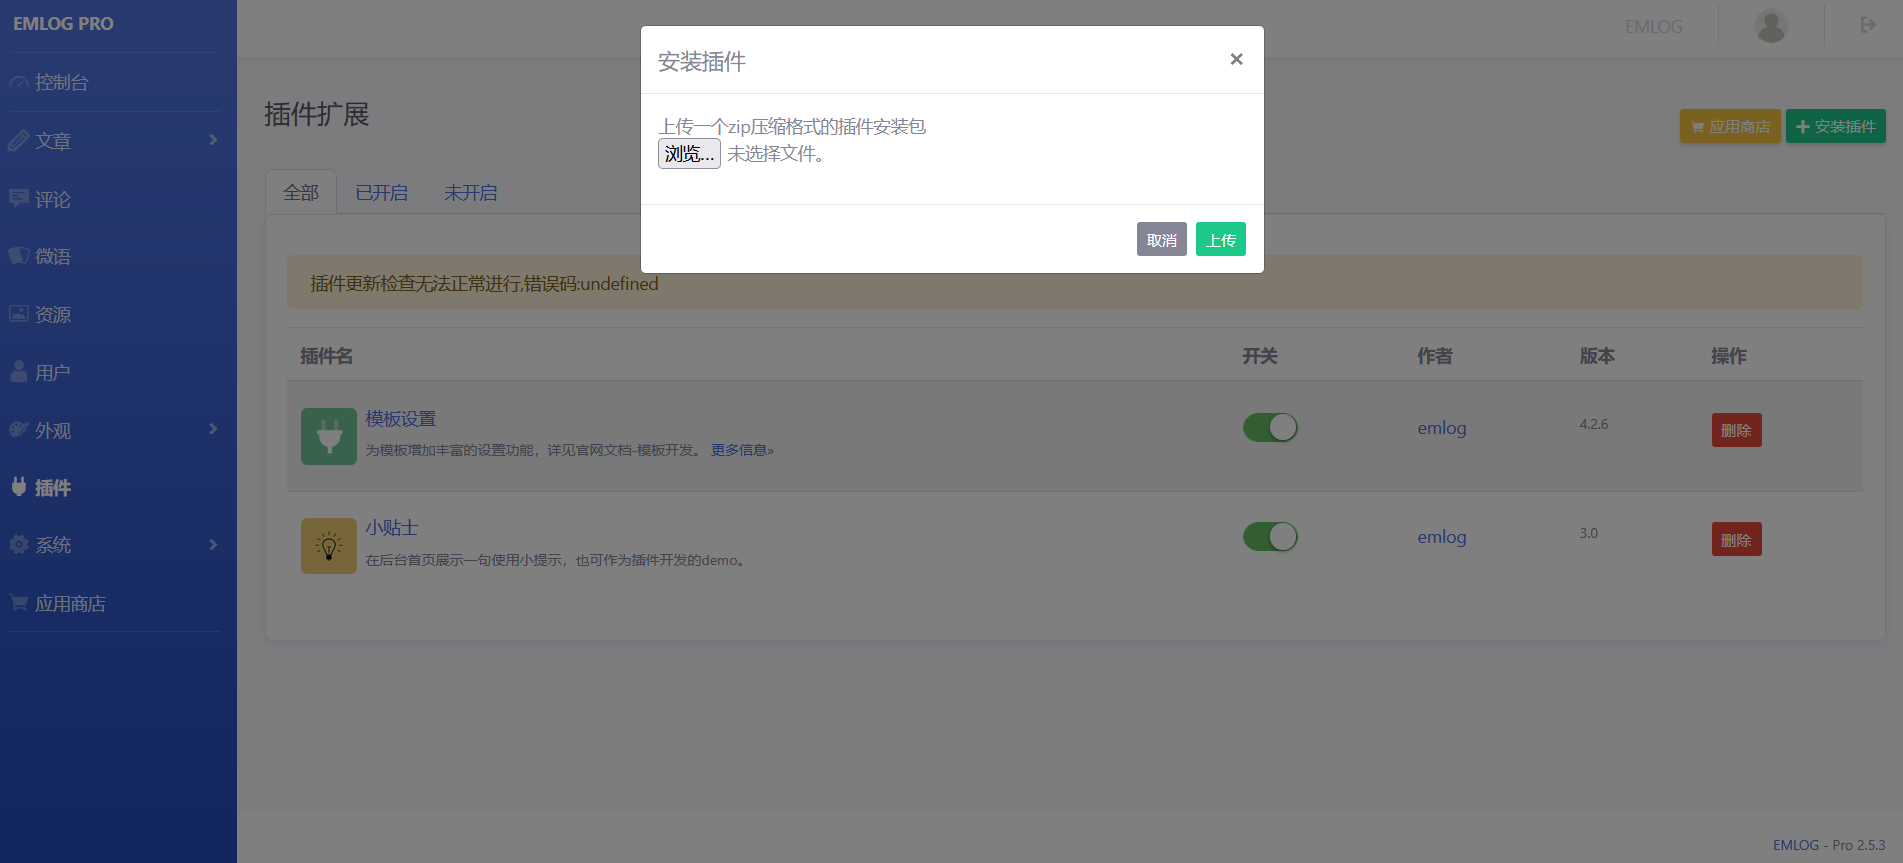 EMLOG PRO
控制台
文章
评论
微语
资源
用户
外观
插件
系统
应用商店
EMLOG
插件扩展
应用商店
安装插件
安装插件
×
上传一个zip压缩格式的插件安装包
浏览... 未选择文件。
取消 上传
全部 已开启 未开启
插件更新检查无法正常进行,错误码:undefined
插件名 开关 作者 版本 操作
模板设置
为模板增加丰富的设置功能，详见官网文档-模板开发。 更多信息»
emlog 4.2.6 删除
小贴士
在后台首页展示一句使用小提示，也可作为插件开发的demo。
emlog 3.0 删除
EMLOG - Pro 2.5.3